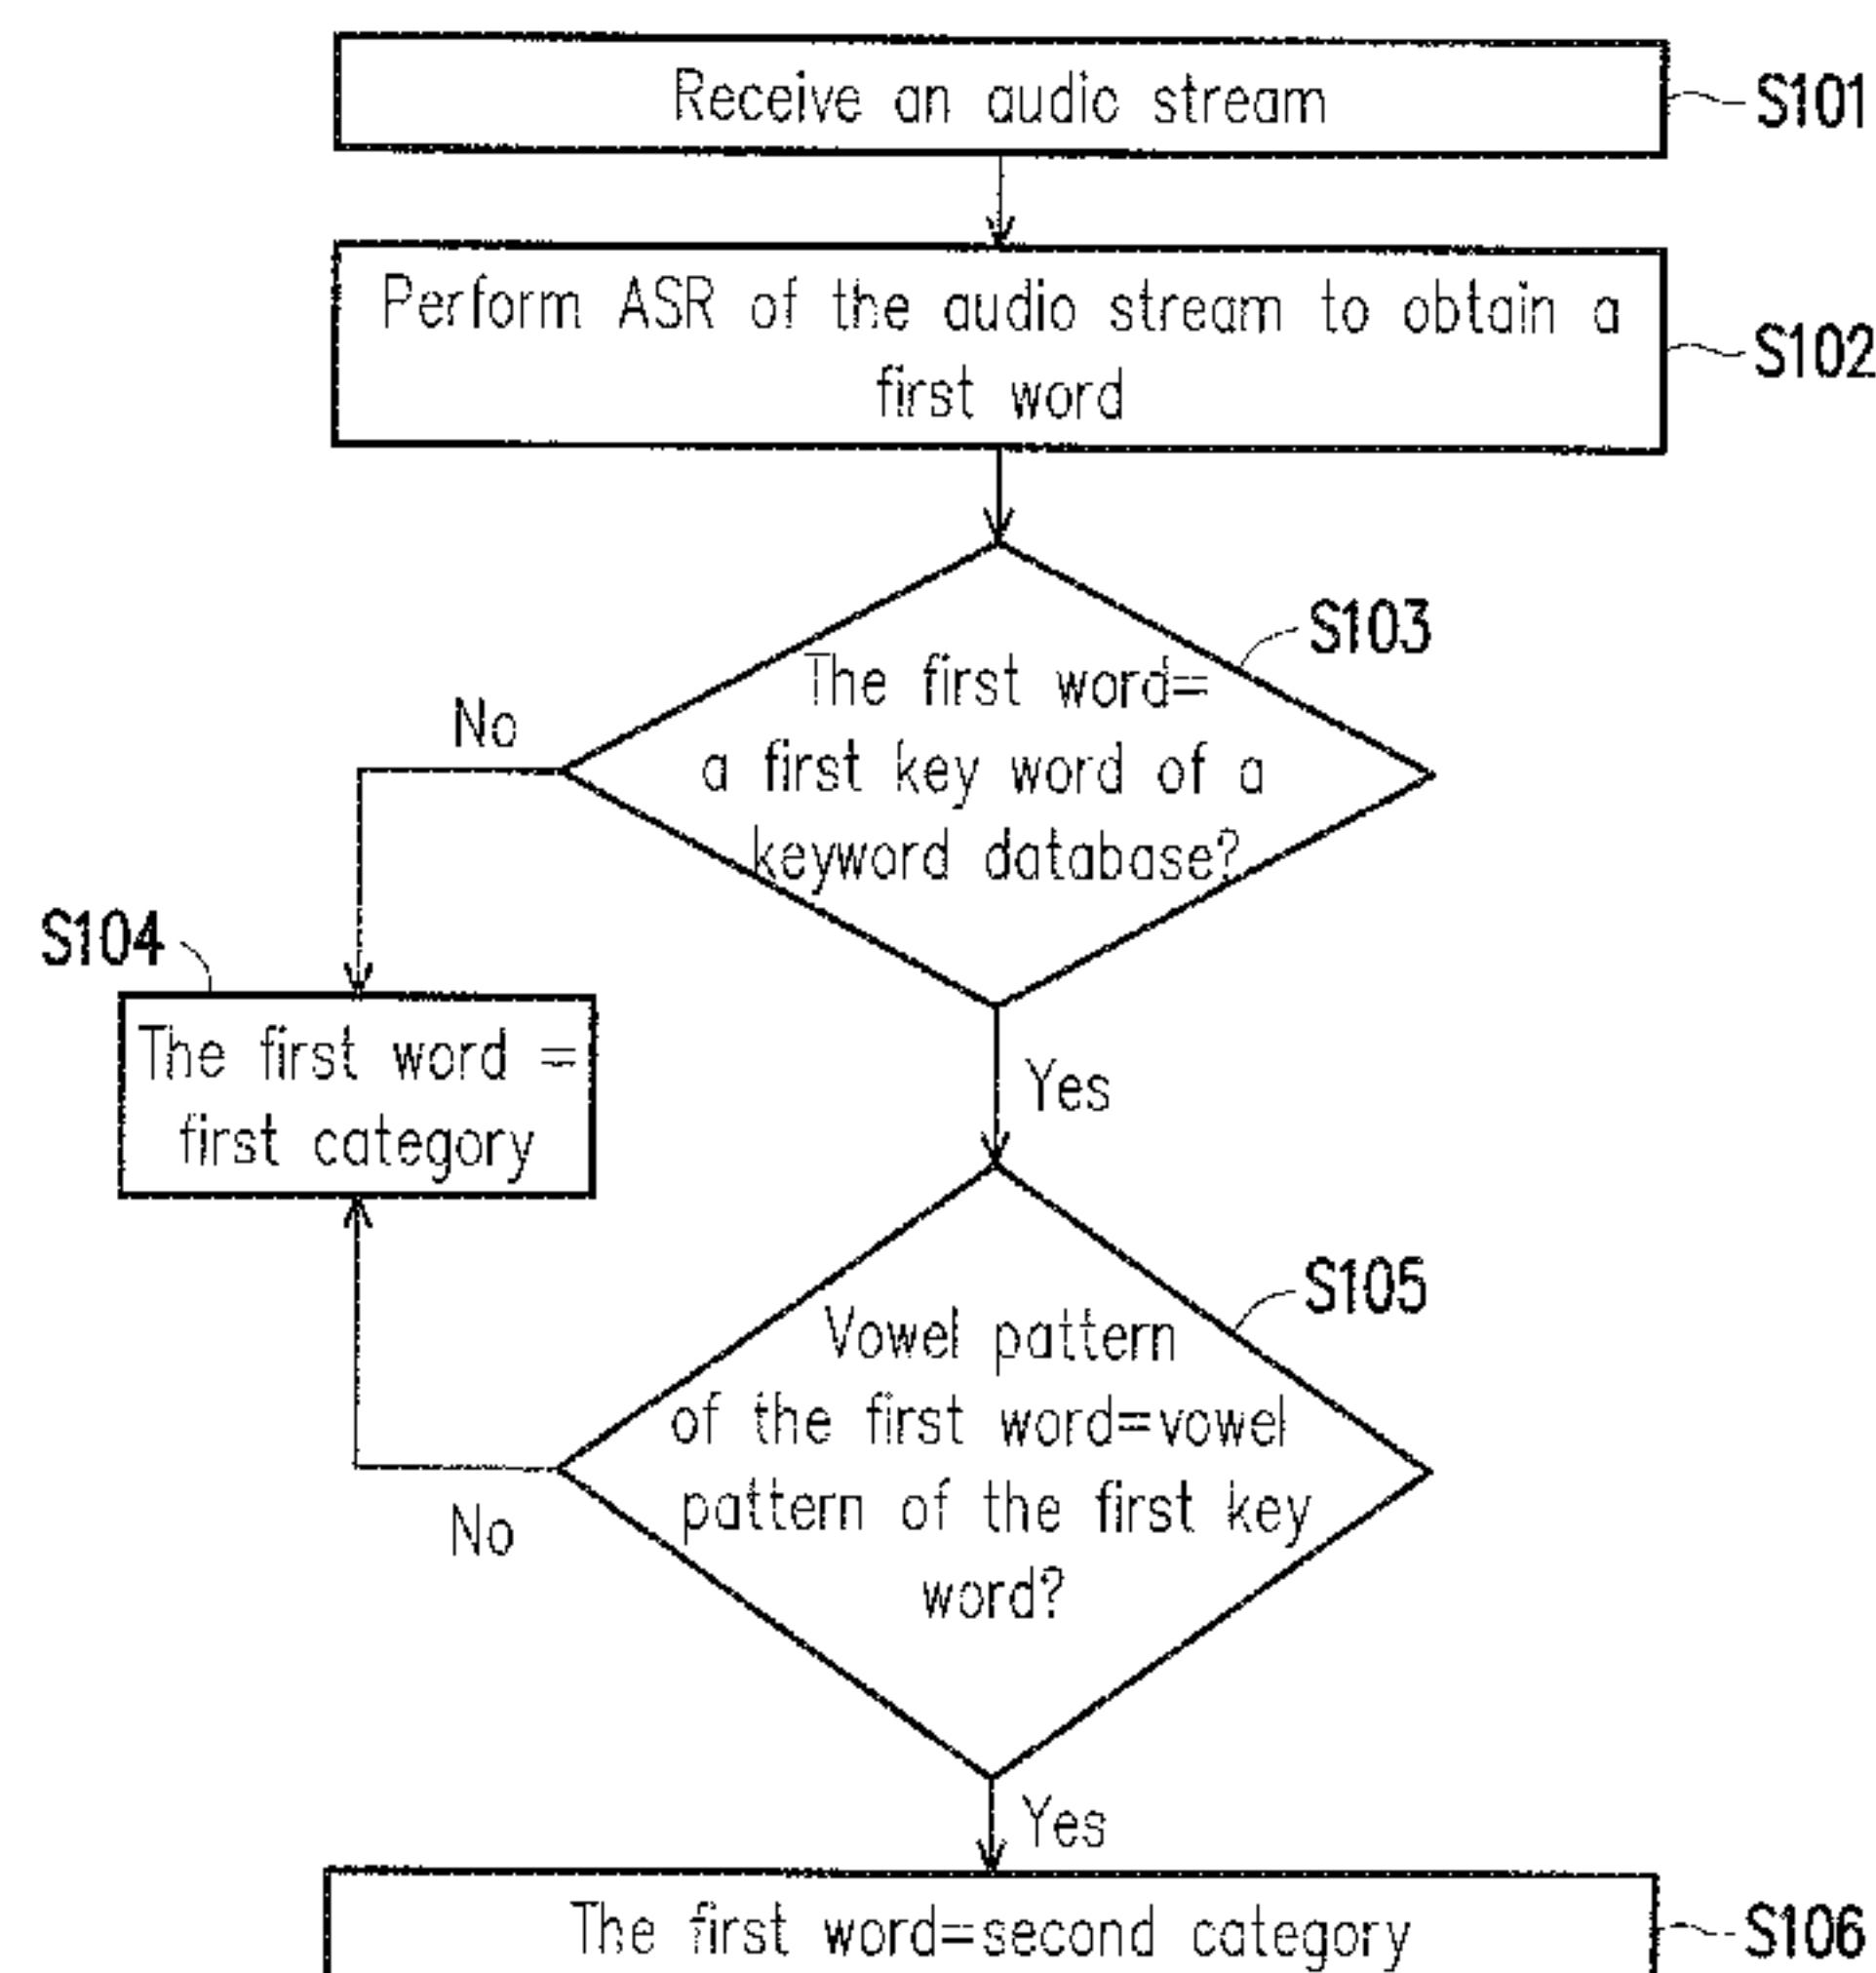 Receive an audio stream
S101
Perform ASR of the audio stream to obtain a
first word
S102
S103
The first word=
a first key word of a
keyword database?
No
S104
The first word =
first category
Yes
S105
Vowel pattern
of the first word=vowel
pattern of the first key
word?
No
Yes
The first word=second category
S106